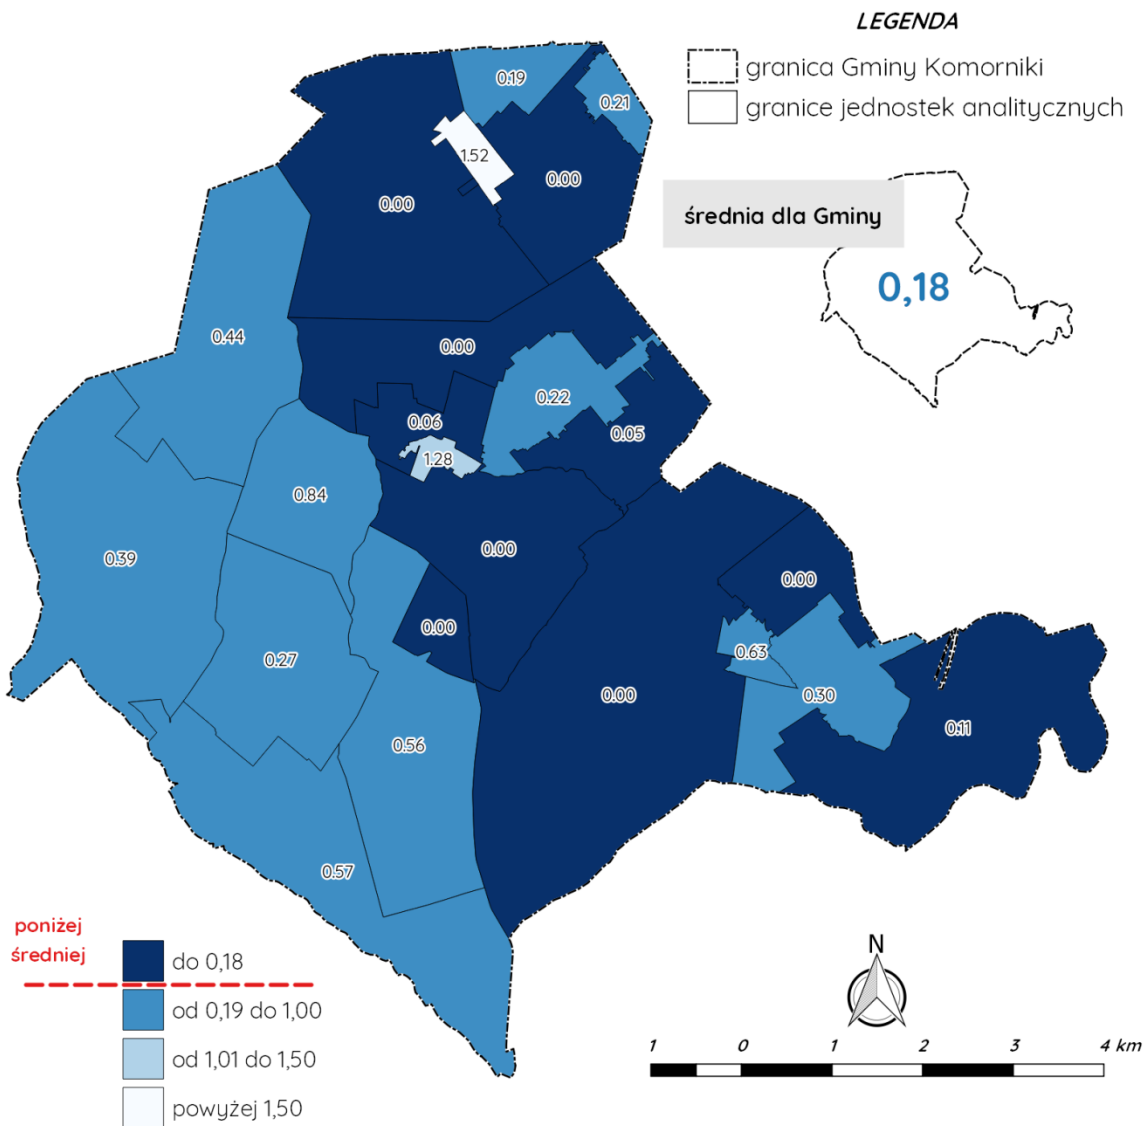 LEGENDA
granica Gminy Komorniki
granice jednostek analitycznych
średnia dla Gminy
0,18
0.19
0.21
1.52
0.00
0.00
0.44
0.00
0.22
0.06
0.05
1.28
0.84
0.00
0.39
0.00
0.00
0.63
0.27
0.00
0.30
0.11
0.56
0.57
poniżej
średniej
do 0,18
od 0,19 do 1,00
od 1,01 do 1,50
powyżej 1,50
N
1 0 1 2 3 4 km